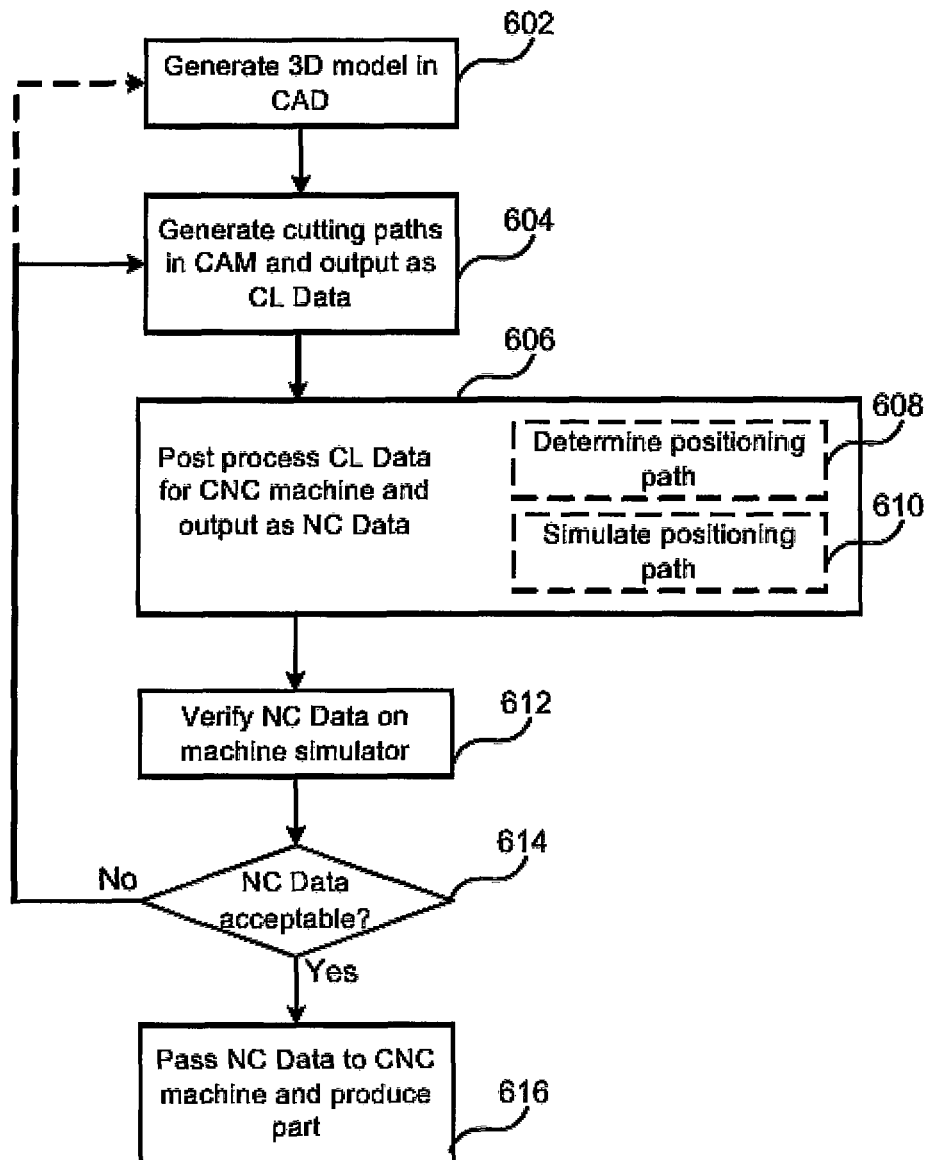 602
Generate 3D model in
CAD
604
Generate cutting paths
in CAM and output as
CL Data
606
608
Post process CL Data
for CNC machine and
output as NC Data
Determine positioning
path
610
Simulate positioning
path
612
Verify NC Data on
machine simulator
614
No
NC Data
acceptable?
Yes
Pass NC Data to CNC
machine and produce
part
616